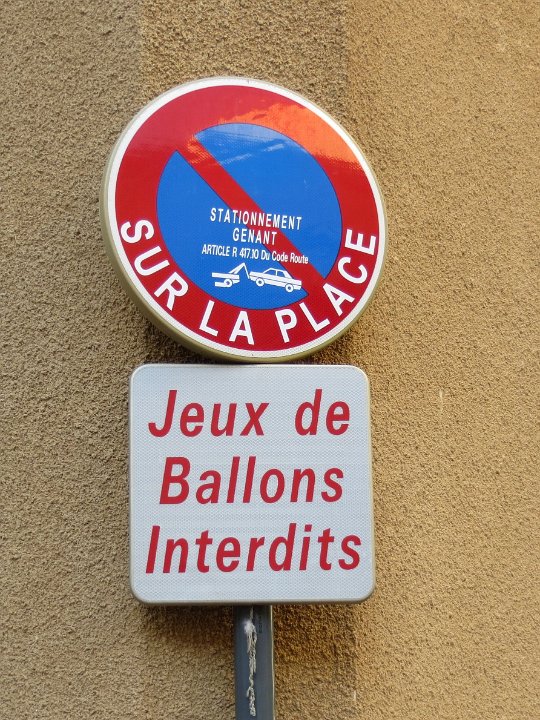 STATIONNEMENT
GENANT
ARTICLE R 417.10 Du Code Route
SUR LA PLACE
Jeux de
Ballons
Interdits